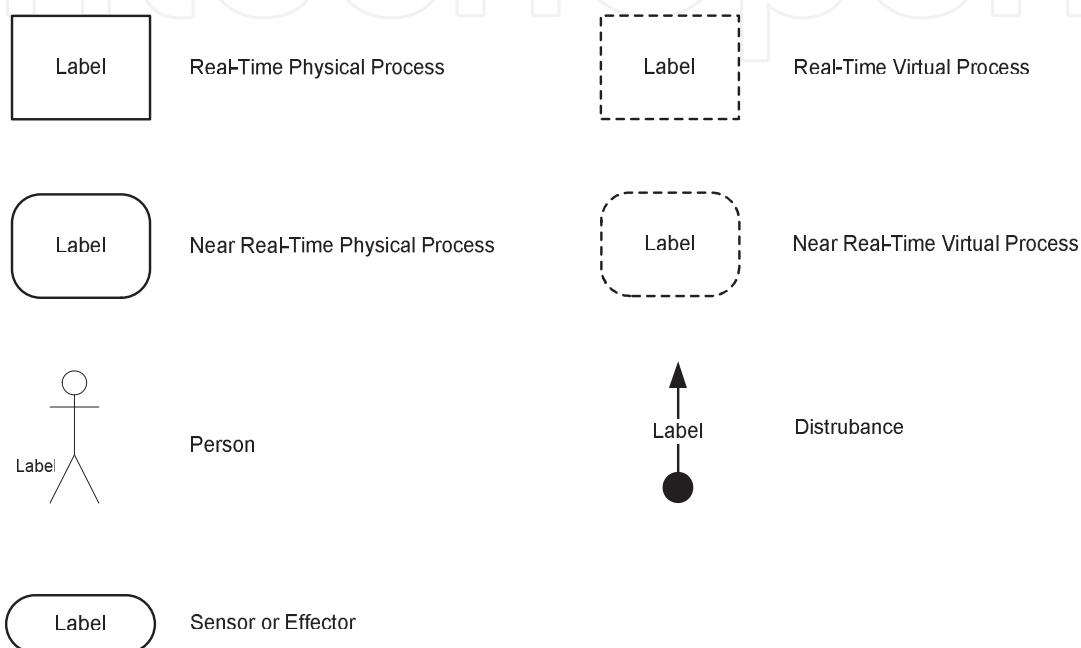 Label Real-Time Physical Process
Label Real-Time Virtual Process
Label Near Real-Time Physical Process
Label Near Real-Time Virtual Process
Label Person
Label Distrubance
Label Sensor or Effector